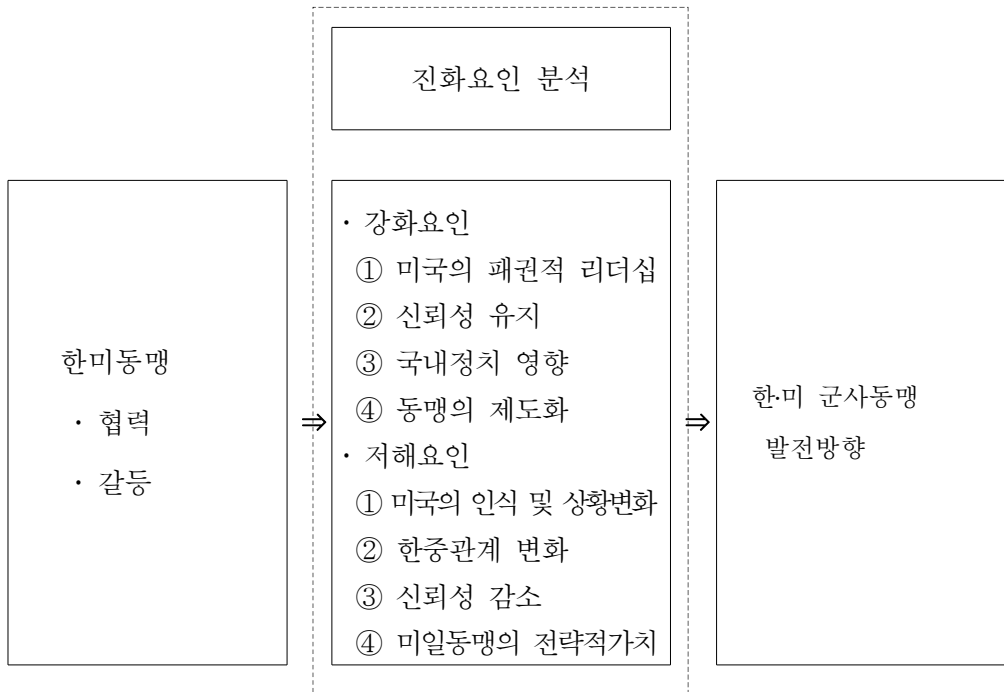 진화요인 분석
한미동맹
· 협력
· 갈등
⇒
· 강화요인
① 미국의 패권적 리더십
② 신뢰성 유지
③ 국내정치 영향
④ 동맹의 제도화
· 저해요인
① 미국의 인식 및 상황변화
② 한중관계 변화
③ 신뢰성 감소
④ 미일동맹의 전략적가치
⇒
한·미 군사동맹
발전방향